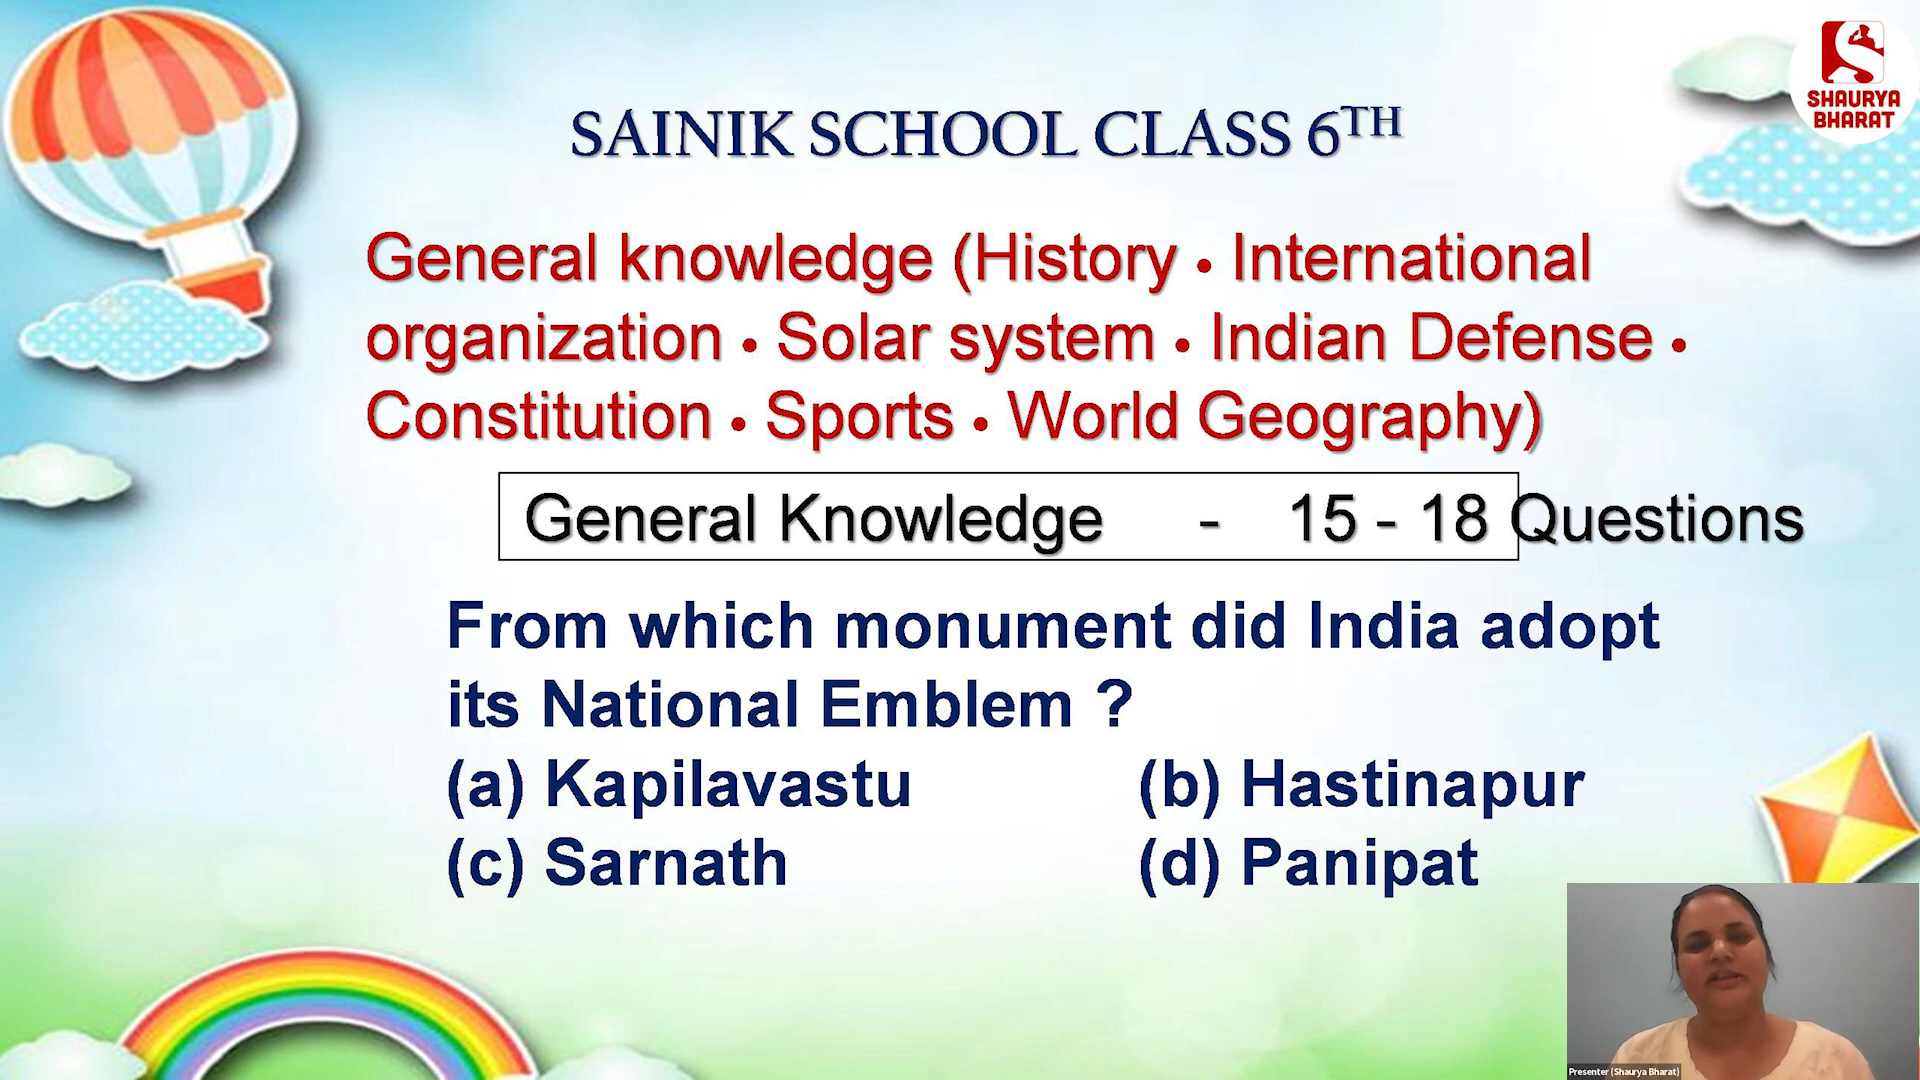 SHAURYA
BHARAT
SAINIK SCHOOL CLASS 6TH
General knowledge (History • International
organization • Solar system • Indian Defense •
Constitution • Sports • World Geography)
General Knowledge - 15 - 18 Questions
From which monument did India adopt
its National Emblem ?
(a) Kapilavastu (b) Hastinapur
(c) Sarnath (d) Panipat
Presenter (Shaurya Bharat)